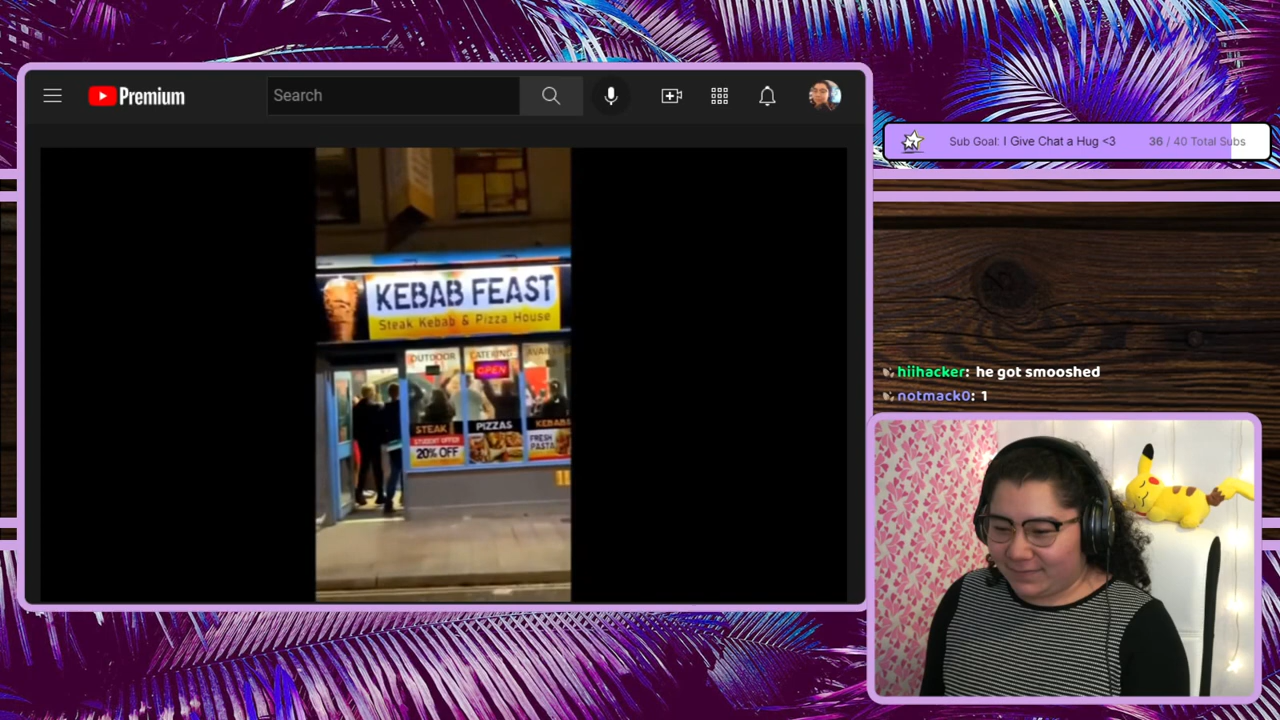 Premium
Search
Sub Goal: I Give Chat a Hug <3
36 / 40 Total Subs
KEBAB FEAST
Steak Kebab & Pizza House
OUTDOOR
CATERING
OPEN
STEAK
PIZZAS
KEBABS
STUDENT OFFER
20% OFF
FRESH
PASTA
hiihacker: he got smooshed
notmack0: 1